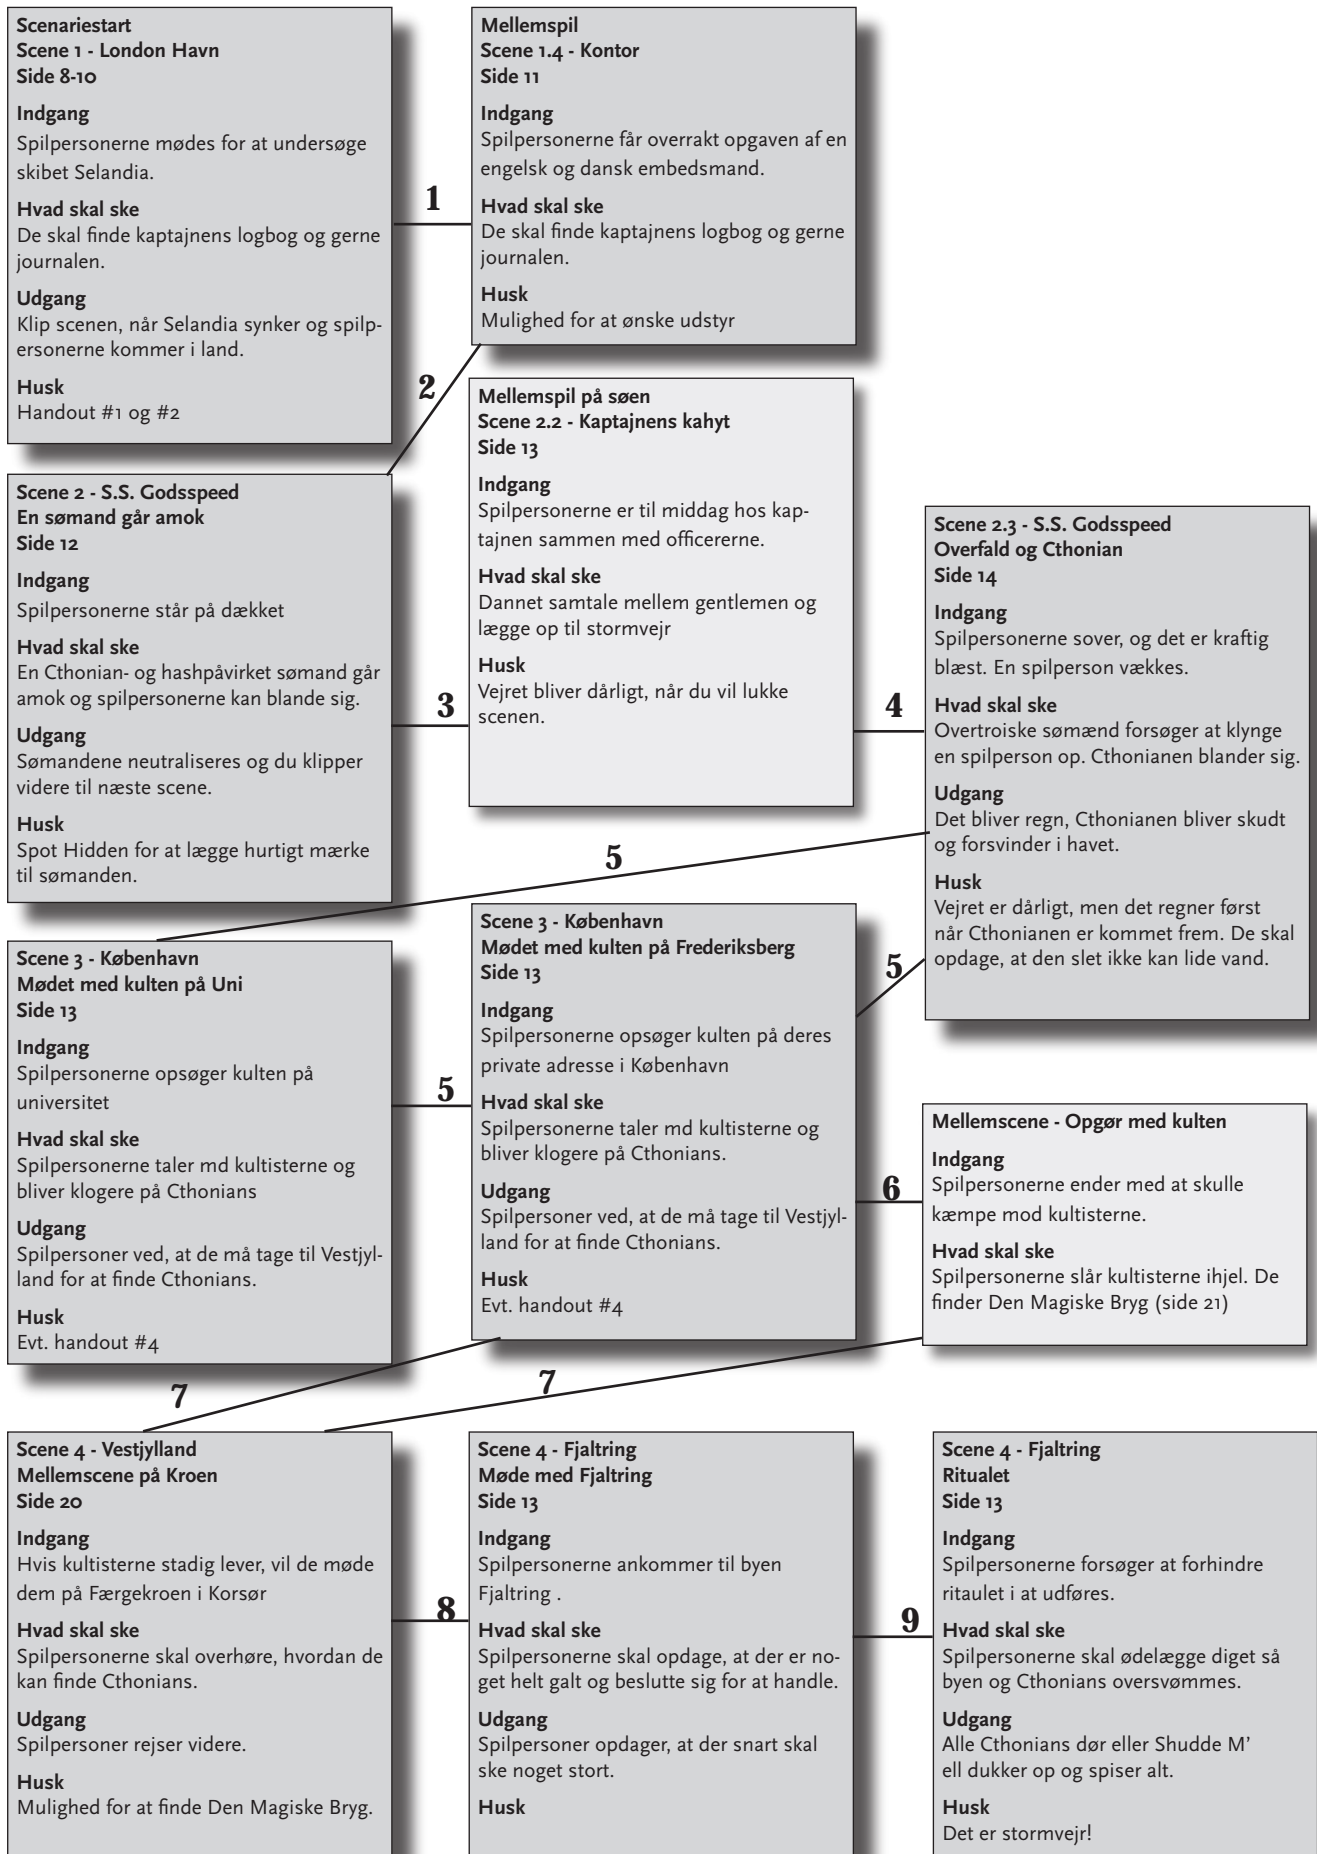 Scenariestart
Scene 1 - London Havn
Side 8-10
Indgang
Spilpersonerne mødes for at undersøge
skibet Selandia.
Hvad skal ske
De skal finde kaptajnens logbog og gerne
journalen.
Udgang
Klip scenen, når Selandia synker og spilp-
ersonerne kommer i land.
Husk
Handout #1 og #2
1
Mellemspil
Scene 1.4 - Kontor
Side 11
Indgang
Spilpersonerne får overrakt opgaven af en
engelsk og dansk embedsmand.
Hvad skal ske
De skal finde kaptajnens logbog og gerne
journalen.
Husk
Mulighed for at ønske udstyr
2
Scene 2 - S.S. Godsspeed
En sømand går amok
Side 12
Indgang
Spilpersonerne står på dækket
Hvad skal ske
En Cthonian- og hashpåvirket sømand går
amok og spilpersonerne kan blande sig.
Udgang
Sømandene neutraliseres og du klipper
videre til næste scene.
Husk
Spot Hidden for at lægge hurtigt mærke
til sømanden.
3
Mellemspil på søen
Scene 2.2 - Kaptajnens kahyt
Side 13
Indgang
Spilpersonerne er til middag hos kap-
tajnen sammen med officererne.
Hvad skal ske
Dannet samtale mellem gentlemen og
lægge op til stormvejr
Husk
Vejret bliver dårligt, når du vil lukke
scenen.
4
Scene 2.3 - S.S. Godsspeed
Overfald og Cthonian
Side 14
Indgang
Spilpersonerne sover, og det er kraftig
blæst. En spilperson vækkes.
Hvad skal ske
Overtroiske sømænd forsøger at klynge
en spilperson op. Cthonianen blander sig.
Udgang
Det bliver regn, Cthonianen bliver skudt
og forsvinder i havet.
Husk
Vejret er dårligt, men det regner først
når Cthonianen er kommet frem. De skal
opdage, at den slet ikke kan lide vand.
5
Scene 3 - København
Mødet med kulten på Uni
Side 13
Indgang
Spilpersonerne opsøger kulten på
universitet
Hvad skal ske
Spilpersonerne taler md kultisterne og
bliver klogere på Cthonians
Udgang
Spilpersoner ved, at de må tage til Vestjyl-
land for at finde Cthonians.
Husk
Evt. handout #4
5
Scene 3 - København
Mødet med kulten på Frederiksberg
Side 13
Indgang
Spilpersonerne opsøger kulten på deres
private adresse i København
Hvad skal ske
Spilpersonerne taler md kultisterne og
bliver klogere på Cthonians.
Udgang
Spilpersoner ved, at de må tage til Vestjyl-
land for at finde Cthonians.
Husk
Evt. handout #4
5
6
Mellemscene - Opgør med kulten
Indgang
Spilpersonerne ender med at skulle
kæmpe mod kultisterne.
Hvad skal ske
Spilpersonerne slår kultisterne ihjel. De
finder Den Magiske Bryg (side 21)
7
7
Scene 4 - Vestjylland
Mellemscene på Kroen
Side 20
Indgang
Hvis kultisterne stadig lever, vil de møde
dem på Færgekroen i Korsør
Hvad skal ske
Spilpersonerne skal overhøre, hvordan de
kan finde Cthonians.
Udgang
Spilpersoner rejser videre.
Husk
Mulighed for at finde Den Magiske Bryg.
8
Scene 4 - Fjaltring
Møde med Fjaltring
Side 13
Indgang
Spilpersonerne ankommer til byen
Fjaltring .
Hvad skal ske
Spilpersonerne skal opdage, at der er no-
get helt galt og beslutte sig for at handle.
Udgang
Spilpersoner opdager, at der snart skal
ske noget stort.
Husk
9
Scene 4 - Fjaltring
Ritualet
Side 13
Indgang
Spilpersonerne forsøger at forhindre
ritaulet i at udføres.
Hvad skal ske
Spilpersonerne skal ødelægge diget så
byen og Cthonians oversvømmes.
Udgang
Alle Cthonians dør eller Shudde M'
ell dukker op og spiser alt.
Husk
Det er stormvejr!